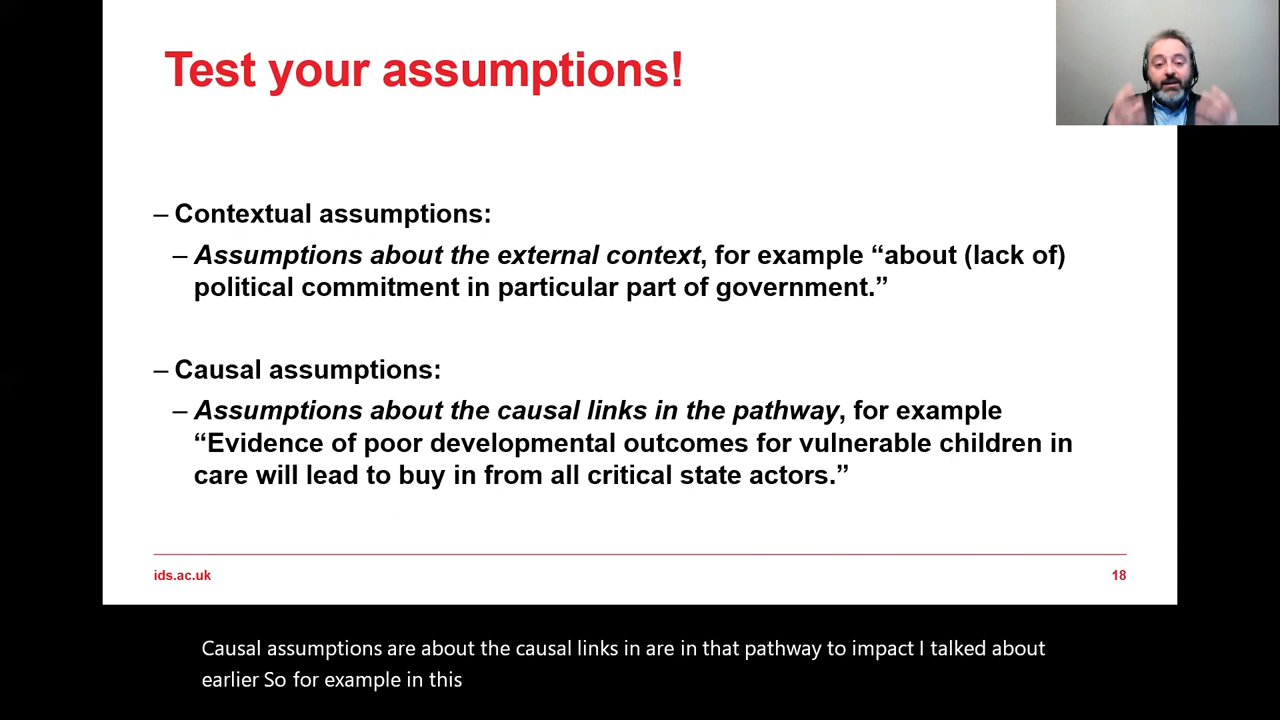 Test your assumptions!
– Contextual assumptions:
– Assumptions about the external context, for example “about (lack of)
political commitment in particular part of government.”
– Causal assumptions:
– Assumptions about the causal links in the pathway, for example
“Evidence of poor developmental outcomes for vulnerable children in
care will lead to buy in from all critical state actors.”
ids.ac.uk
18
Causal assumptions are about the causal links in are in that pathway to impact I talked about
earlier So for example in this